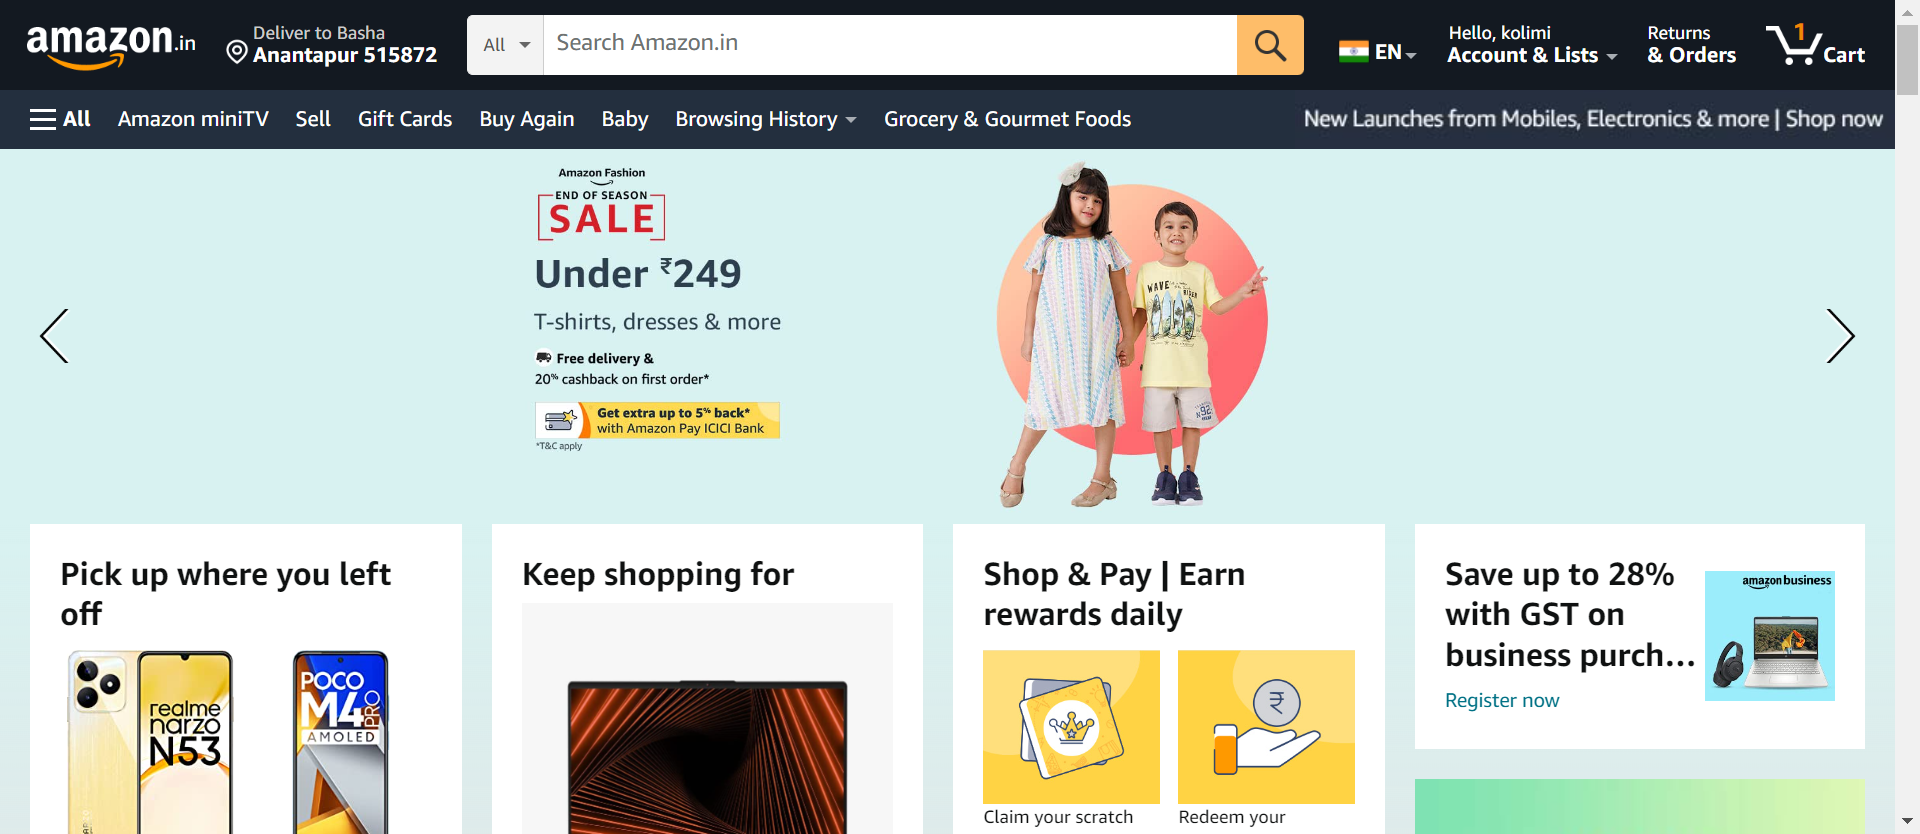 amazon.in
Deliver to Basha
Anantapur 515872
All
Search Amazon.in
EN
Hello, kolimi
Account & Lists
Returns
& Orders
1
Cart
All
Amazon miniTV
Sell
Gift Cards
Buy Again
Baby
Browsing History
Grocery & Gourmet Foods
New Launches from Mobiles, Electronics & more | Shop now
Amazon Fashion
END OF SEASON
SALE
Under ₹249
T-shirts, dresses & more
Free delivery &
20% cashback on first order*
Get extra up to 5% back*
with Amazon Pay ICICI Bank
*T&C apply
WAVE
RIDER
N92
Pick up where you left
off
realme
narzo
N53
POCO
M4 PRO
AMOLED
Keep shopping for
Shop & Pay | Earn
rewards daily
₹
Claim your scratch
Redeem your
Save up to 28%
with GST on
business purch...
Register now
amazon business